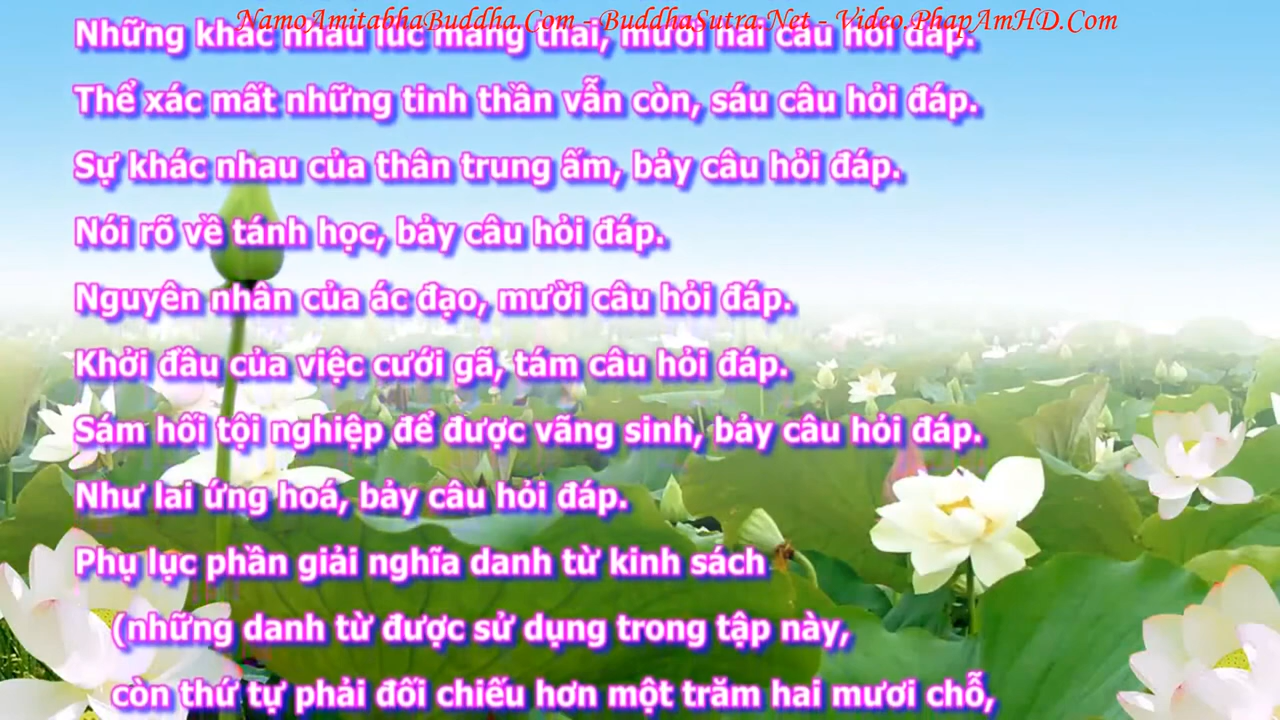 NamoAmitabhaBuddha.Com - BuddhaSutra.Net - Video.PhapAmHD.Com
Những khác nhau lúc mang thai, mười hai câu hỏi đáp.
Thể xác mất những tinh thần vẫn còn, sáu câu hỏi đáp.
Sự khác nhau của thân trung ấm, bảy câu hỏi đáp.
Nói rõ về tánh học, bảy câu hỏi đáp.
Nguyên nhân của ác đạo, mười câu hỏi đáp.
Khởi đầu của việc cưới gã, tám câu hỏi đáp.
Sám hối tội nghiệp để được vãng sinh, bảy câu hỏi đáp.
Như lai ứng hoá, bảy câu hỏi đáp.
Phụ lục phần giải nghĩa danh từ kinh sách
(những danh từ được sử dụng trong tập này,
còn thứ tự phải đối chiếu hơn một trăm hai mươi chỗ,